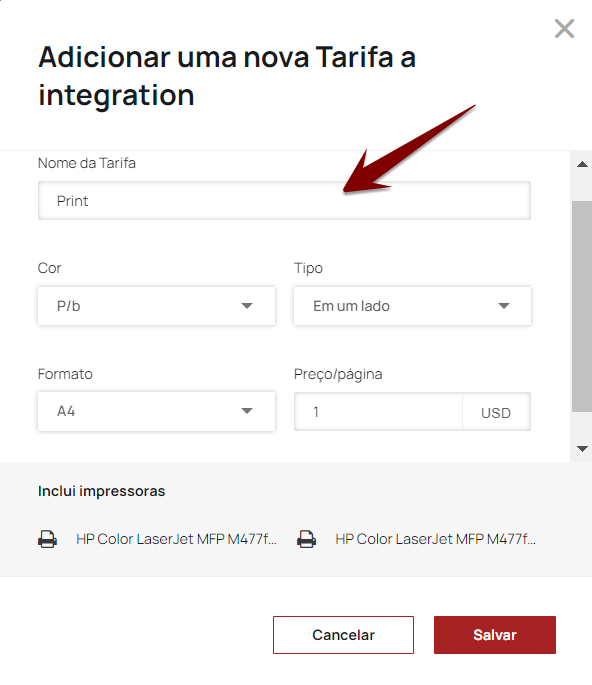 Adicionar uma nova Tarifa a
integration
Nome da Tarifa
Print
Cor
Tipo
P/b
Em um lado
Formato
Preço/página
A4
1
USD
Inclui impressoras
HP Color LaserJet MFP M477f...
HP Color LaserJet MFP M477f...
Cancelar
Salvar